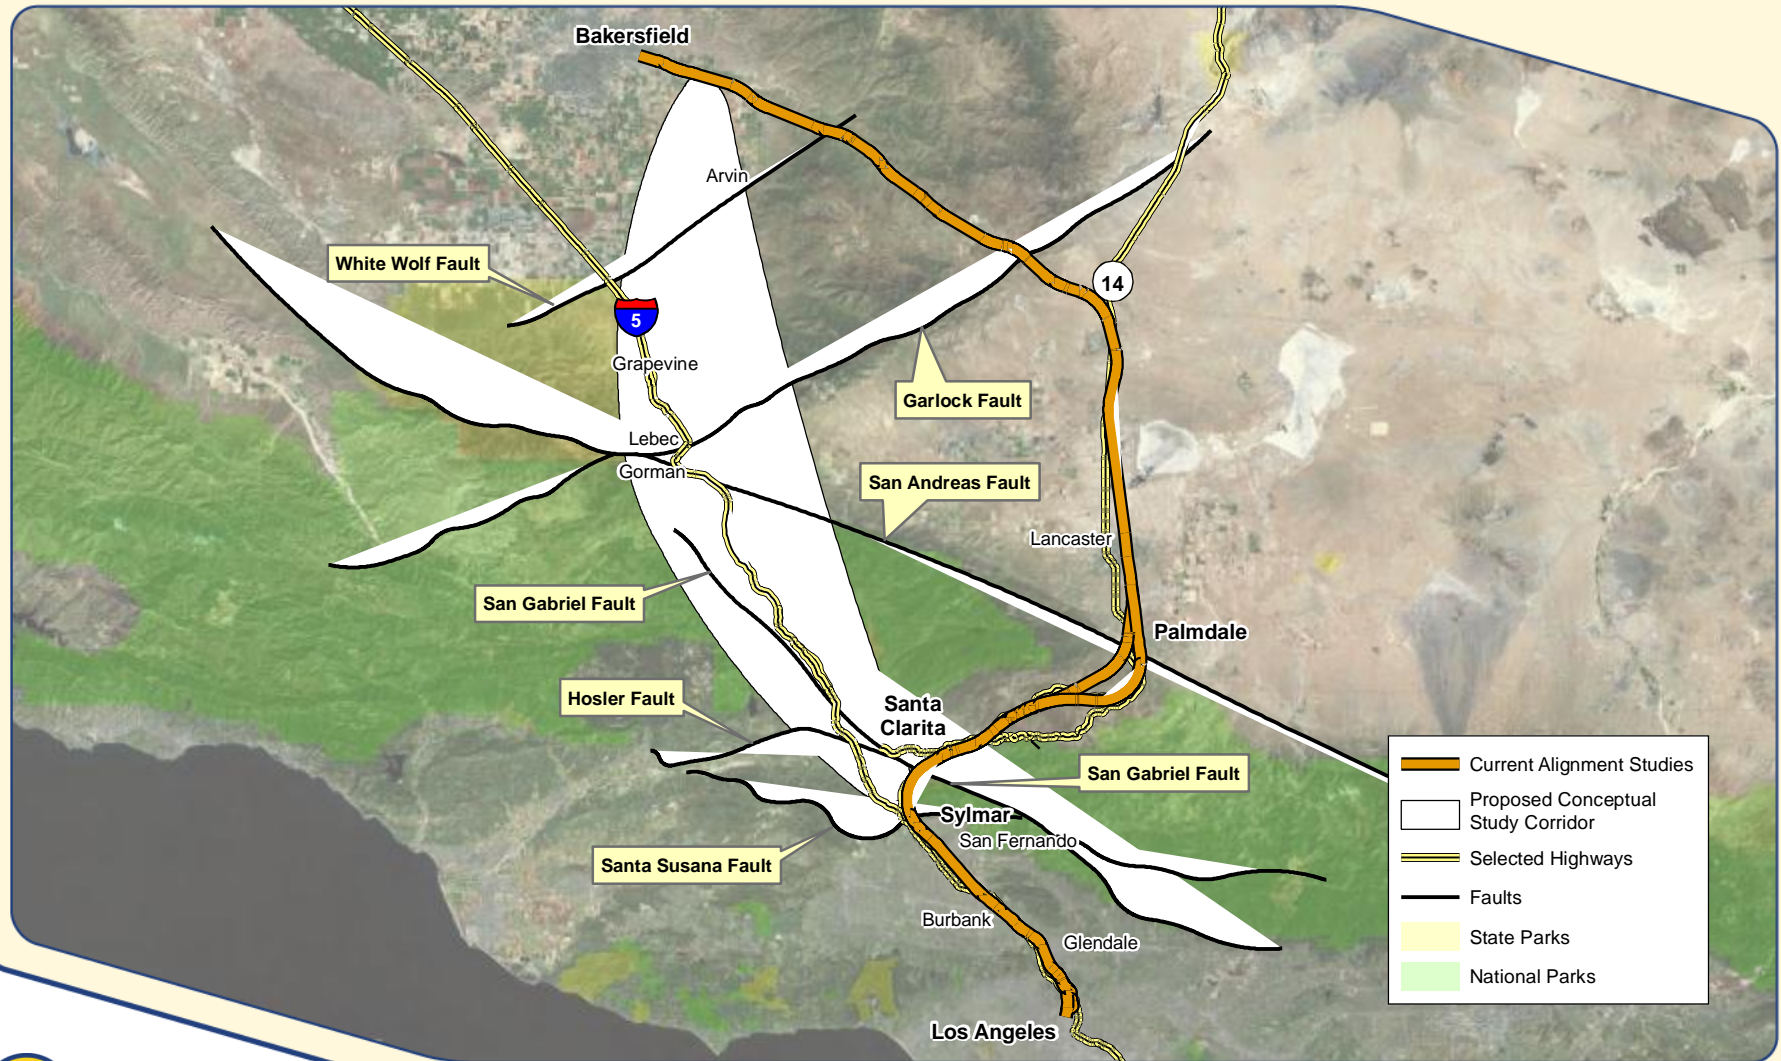 Bakersfield
Arvin
White Wolf Fault
14
5
Grapevine
Garlock Fault
Lebec
Gorman
San Andreas Fault
Lancaster
San Gabriel Fault
Palmdale
Hosler Fault
Santa
Clarita
San Gabriel Fault
Sylmar
San Fernando
Santa Susana Fault
Burbank
Glendale
Los Angeles
Current Alignment Studies
Proposed Conceptual
Study Corridor
Selected Highways
Faults
State Parks
National Parks